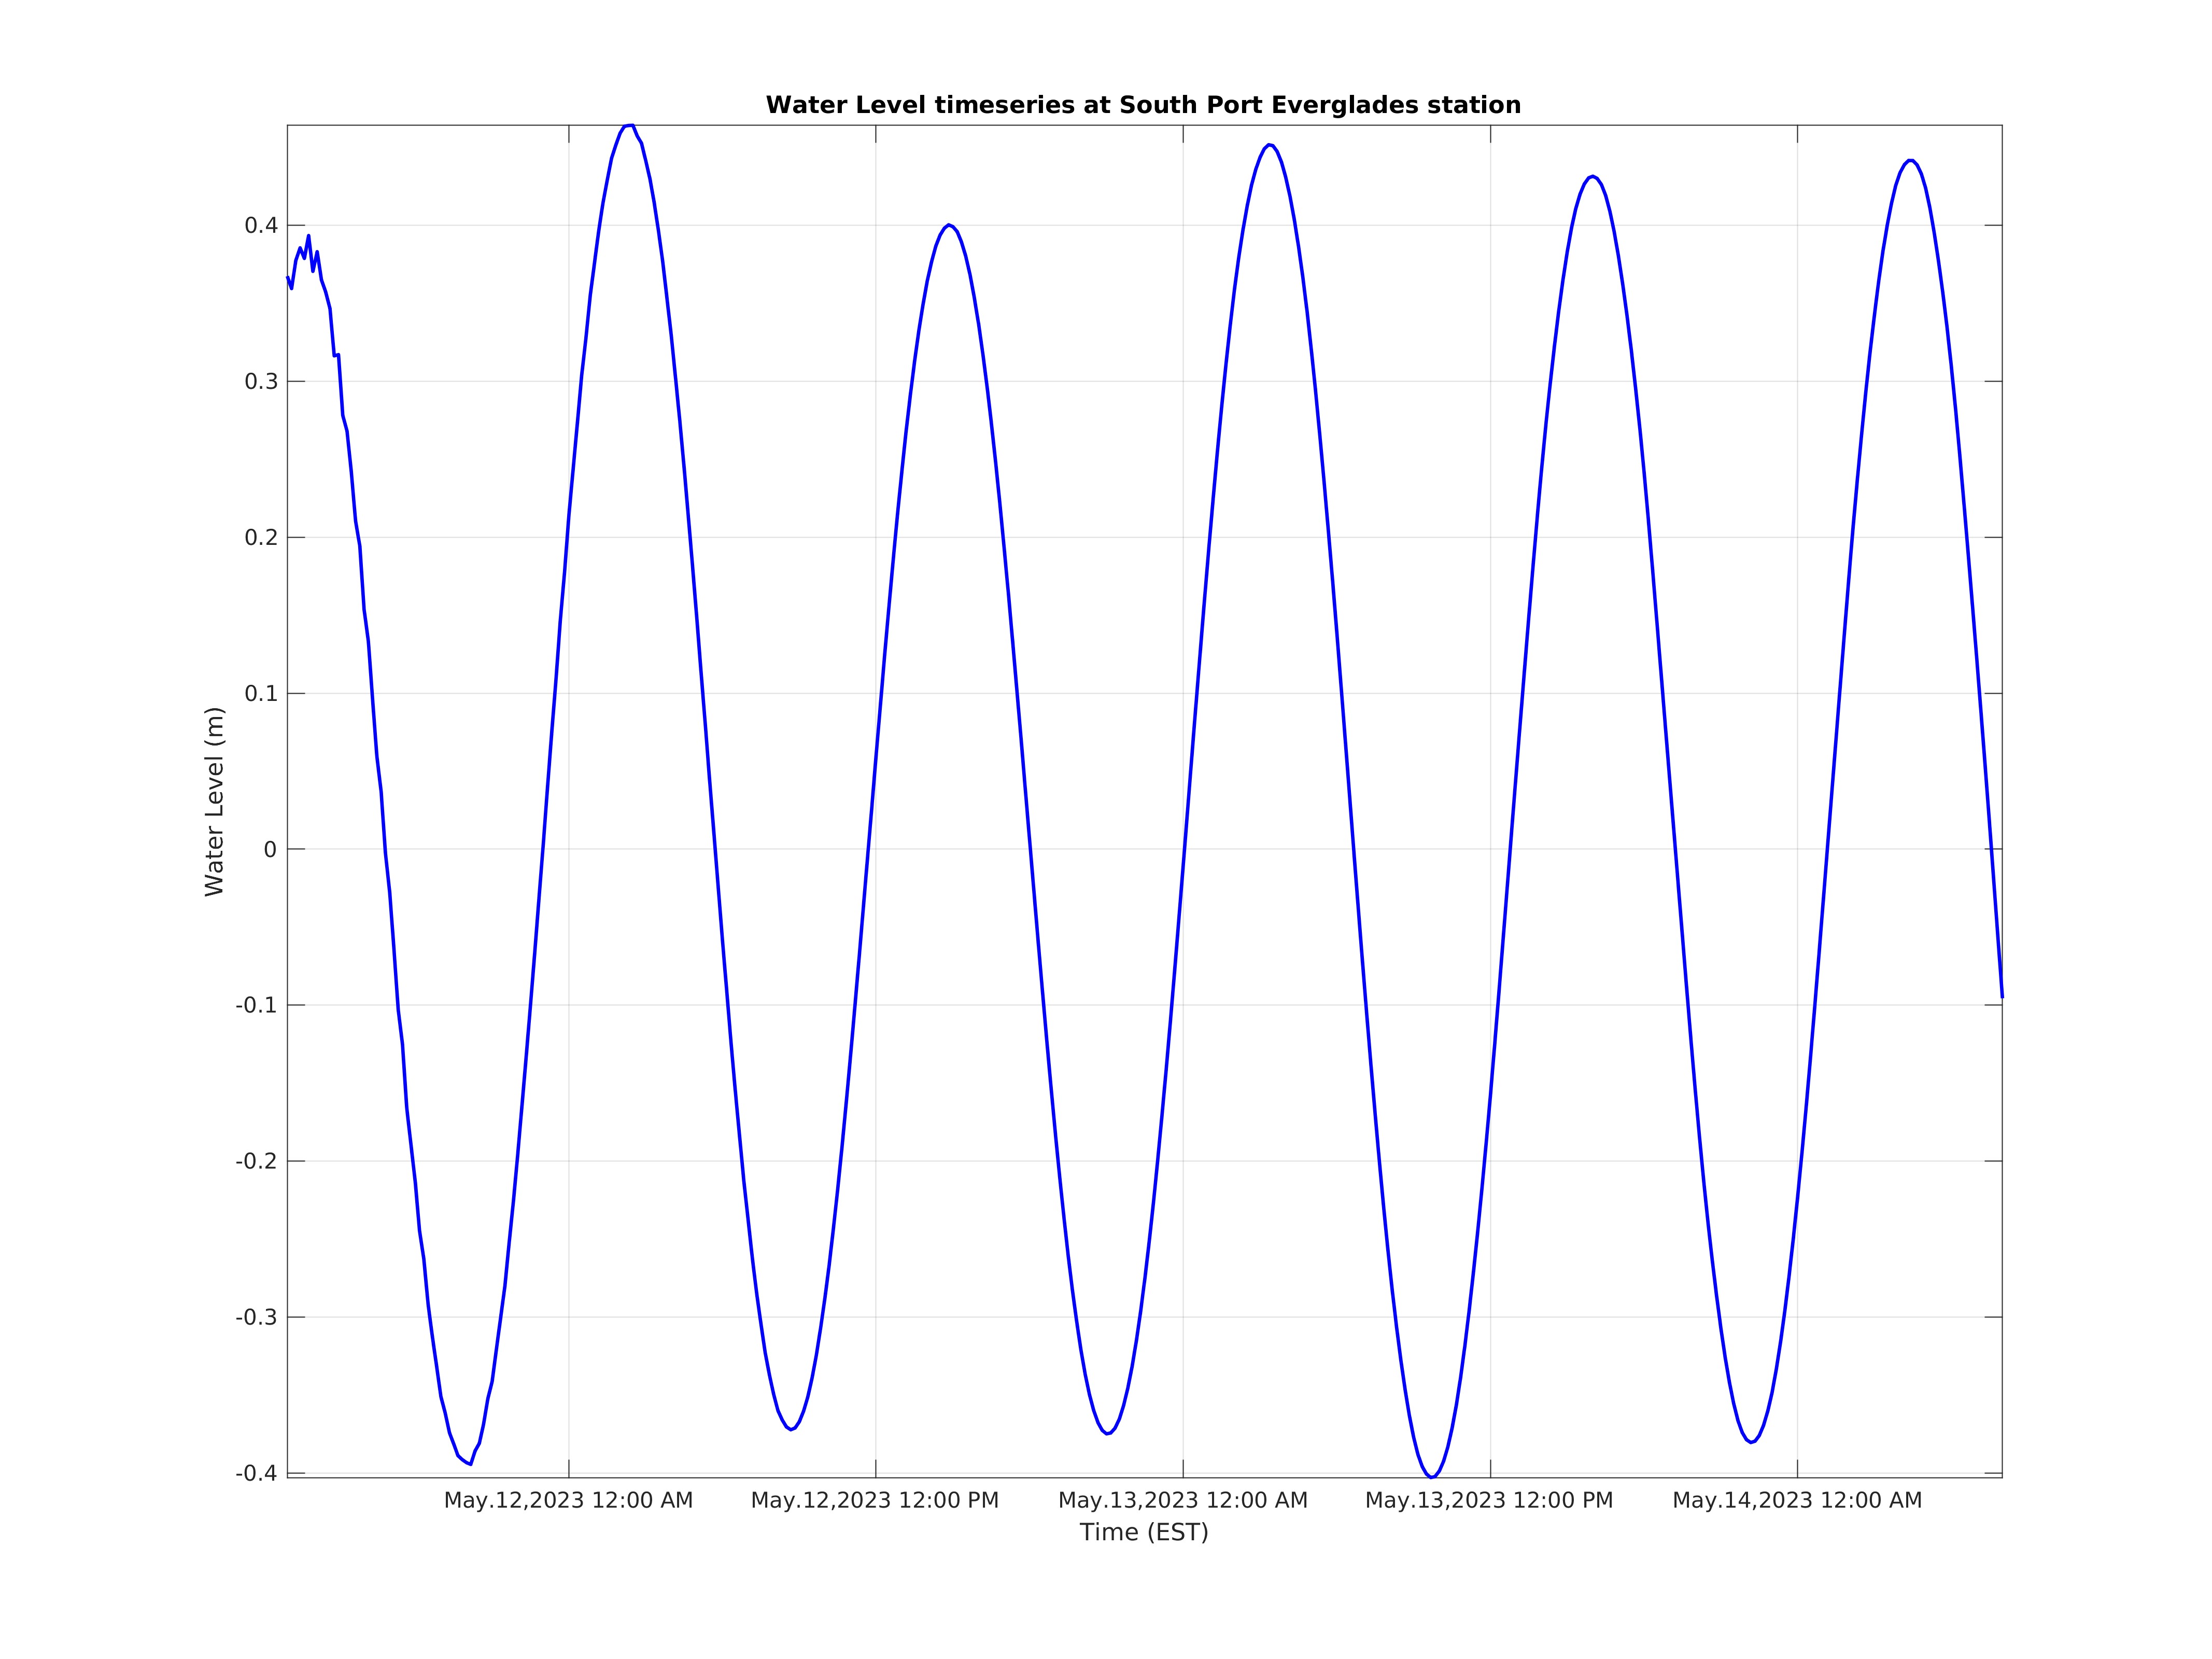 Water Level timeseries at South Port Everglades station
0.4
0.3
0.2
0.1
0
-0.1
-0.2
-0.3
-0.4
Water Level (m)
May.12,2023 12:00 AM
May.12,2023 12:00 PM
May.13,2023 12:00 AM
May.13,2023 12:00 PM
May.14,2023 12:00 AM
Time (EST)